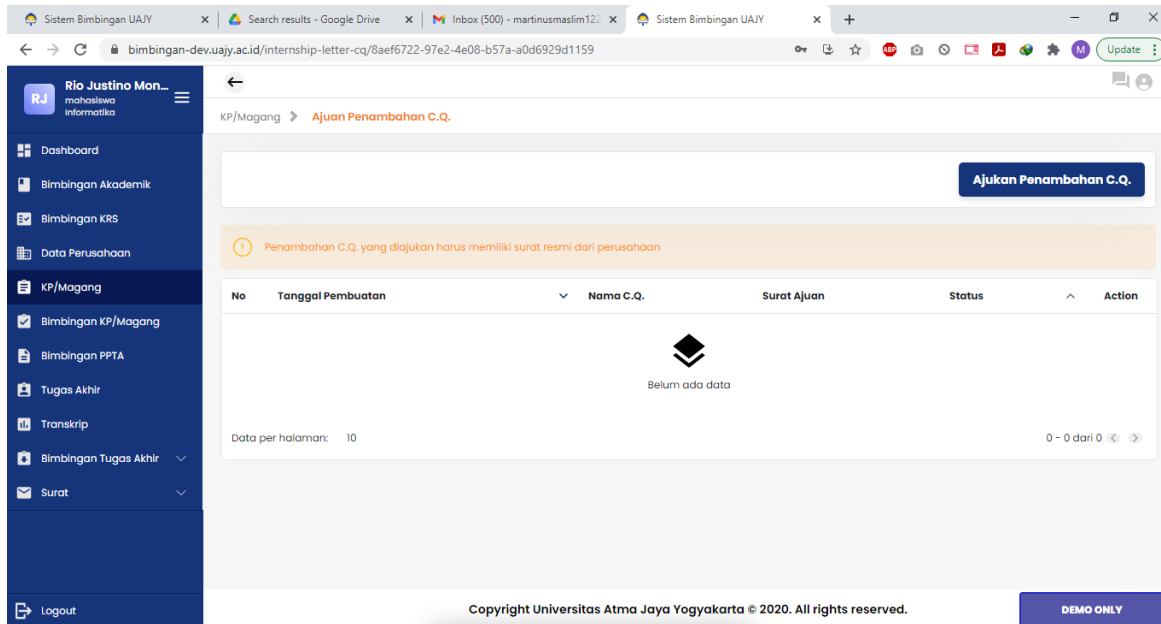 Sistem Bimbingan UAJY
Search results - Google Drive
Inbox (500) - martinusmaslim122
Sistem Bimbingan UAJY
bimbingan-dev.uajy.ac.id/internship-letter-cq/8aef6722-97e2-4e08-b57a-a0d6929d1159
ABP
M
Update
RJ
Rio Justino Mon...
mahasiswa
Informatika
KP/Magang > Ajuan Penambahan C.Q.
Dashboard
Bimbingan Akademik
Bimbingan KRS
Data Perusahaan
KP/Magang
Bimbingan KP/Magang
Bimbingan PPTA
Tugas Akhir
Transkrip
Bimbingan Tugas Akhir
Surat
Logout
Ajukan Penambahan C.Q.
Penambahan C.Q. yang diajukan harus memiliki surat resmi dari perusahaan
No Tanggal Pembuatan Nama C.Q. Surat Ajuan Status Action
Belum ada data
Data per halaman: 10
0 - 0 dari 0
Copyright Universitas Atma Jaya Yogyakarta © 2020. All rights reserved.
DEMO ONLY